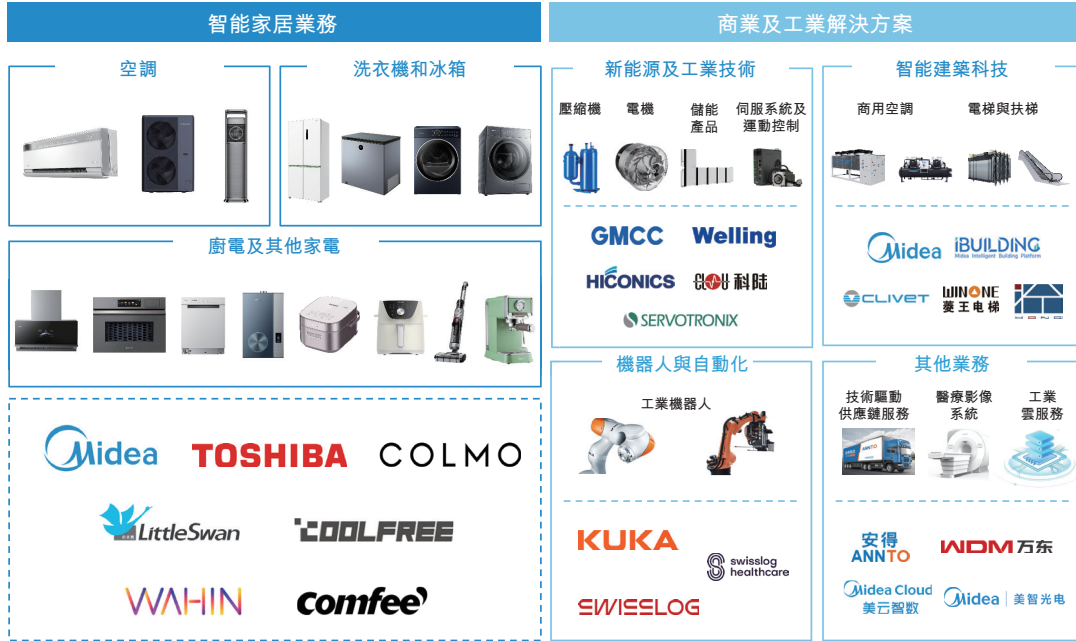 智能家居業務
空調
洗衣機和冰箱
廚電及其他家電
Midea
TOSHIBA
COLMO
LittleSwan
COOLFREE
WAHIN
comfee'
商業及工業解決方案
新能源及工業技術
壓縮機
電機
儲能
產品
伺服系統及
運動控制
GMCC
Welling
HICONICS
CLOU 科陆
SERVOTRONIX
智能建築科技
商用空調
電梯與扶梯
Midea
iBUILDING
Midea Intelligent Building Platform
CLIVET
WINONE
菱王电梯
機器人與自動化
工業機器人
KUKA
swisslog
healthcare
SWISSLOG
其他業務
技術驅動
供應鏈服務
醫療影像
系統
工業
雲服務
ANNTO
安得
ANNTO
WDM 万东
Midea Cloud
美云智数
Midea | 美智光电